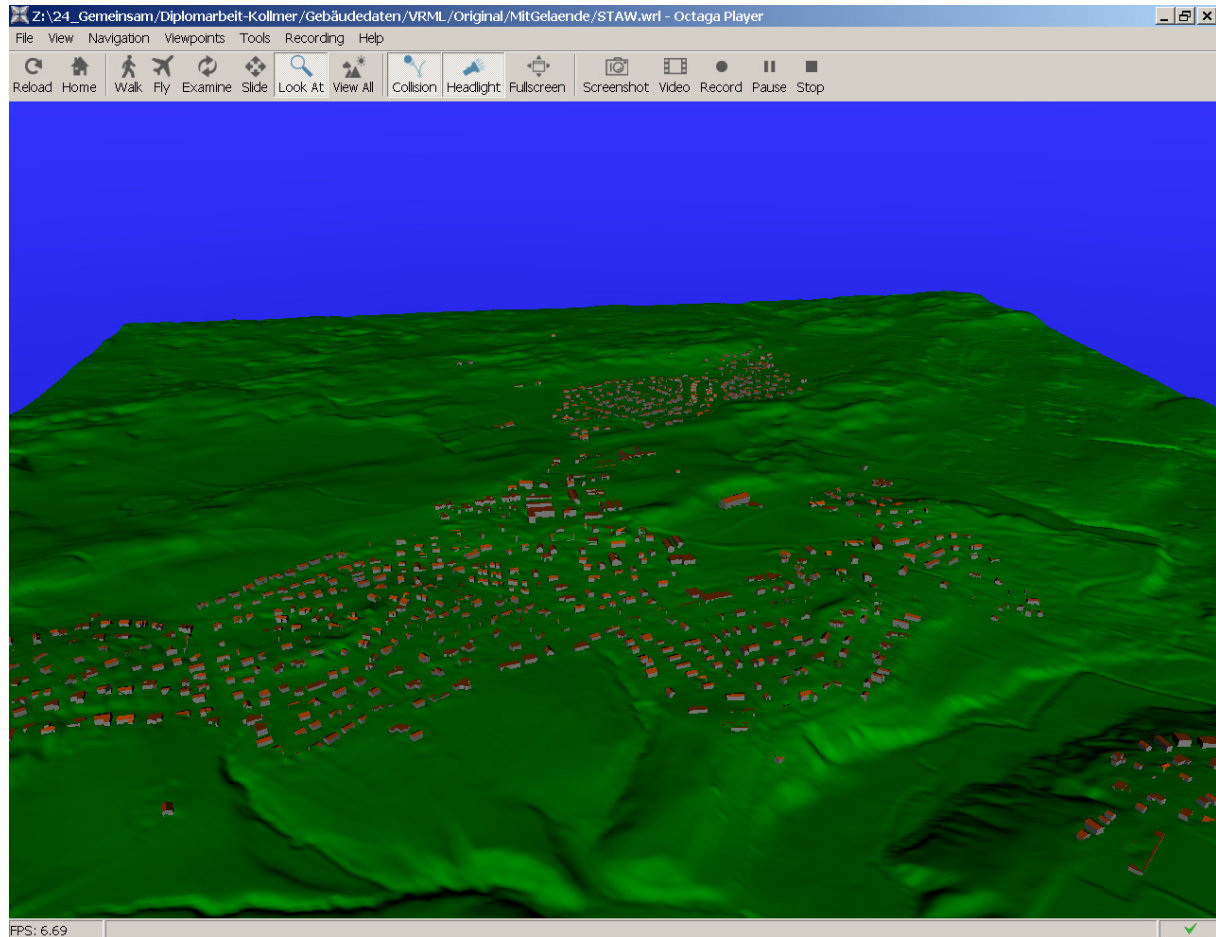 Z:\24_Gemeinsam/Diplomarbeit-Kollmer/Gebäudedaten/VRML/Original/MitGelaende/STAW.wrl - Octaga Player
File View Navigation Viewpoints Tools Recording Help
Reload Home Walk Fly Examine Slide Look At View All Collision Headlight Fullscreen Screenshot Video Record Pause Stop
FPS: 6.69